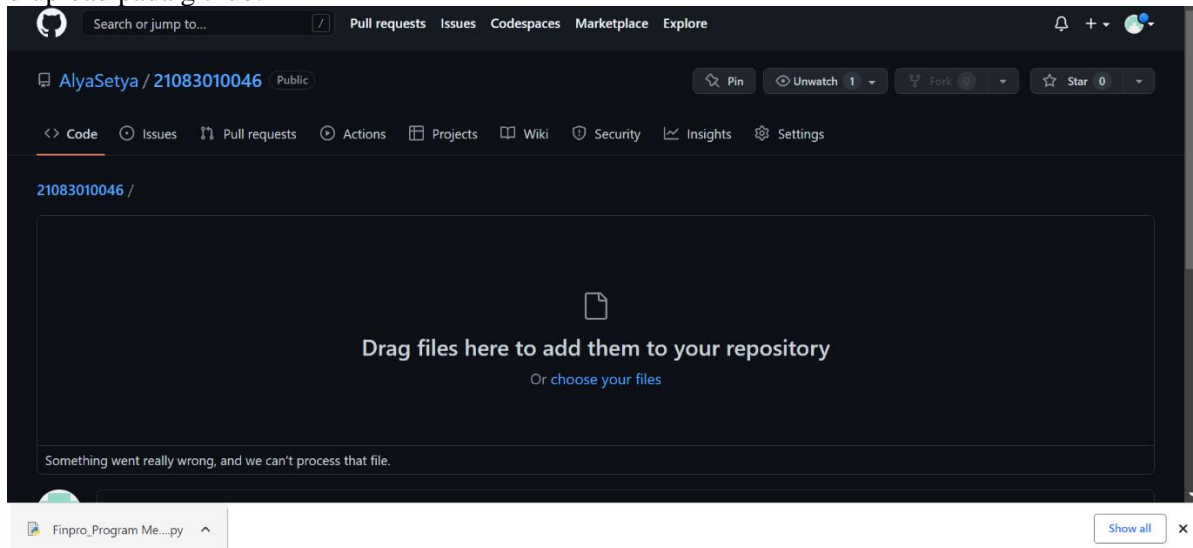 Search or jump to... / Pull requests Issues Codespaces Marketplace Explore
AlyaSetya / 21083010046 Public Pin Unwatch 1 Fork 0 Star 0
<> Code Issues Pull requests Actions Projects Wiki Security Insights Settings
21083010046 /
Drag files here to add them to your repository
Or choose your files
Something went really wrong, and we can't process that file.
Finpro_Program Me....py Show all